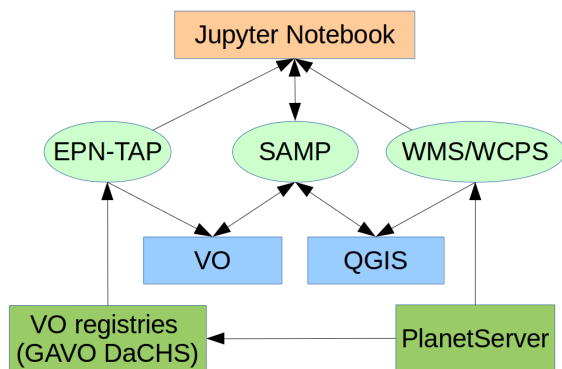 Jupyter Notebook
EPN-TAP
SAMP
WMS/WCPS
VO
QGIS
VO registries
(GAVO DaCHS)
PlanetServer